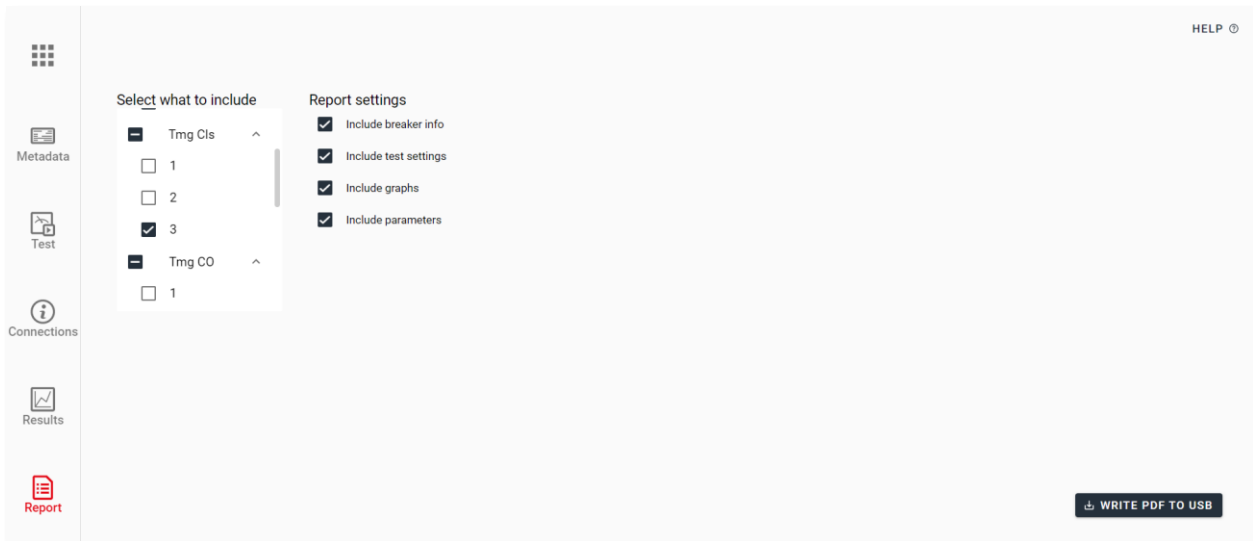 HELP
Metadata
Test
Connections
Results
Report
Select what to include
Tmg Cls
1
2
3
Tmg CO
1
Report settings
Include breaker info
Include test settings
Include graphs
Include parameters
WRITE PDF TO USB